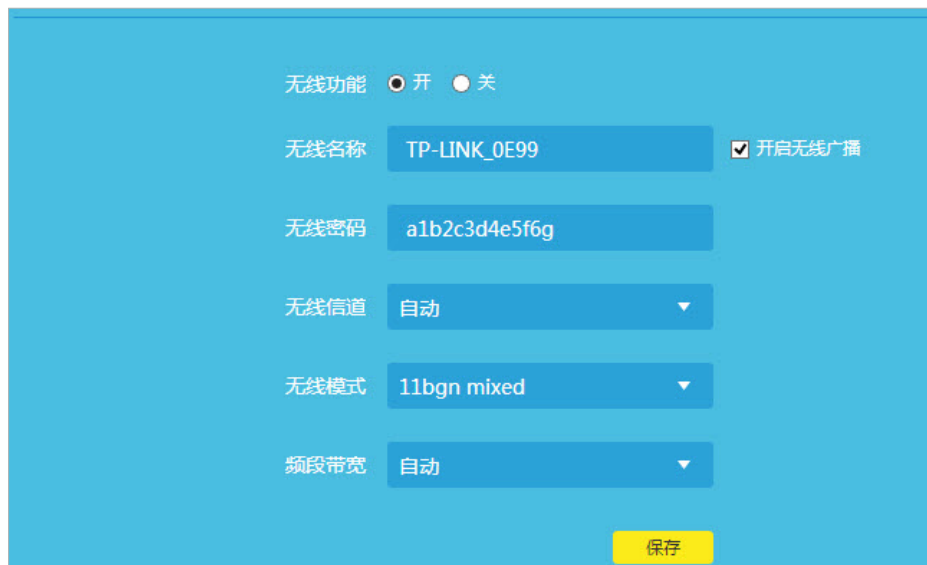 无线功能 开 关
无线名称 TP-LINK_0E99 开启无线广播
无线密码 a1b2c3d4e5f6g
无线信道 自动
无线模式 11bgn mixed
频段带宽 自动
保存